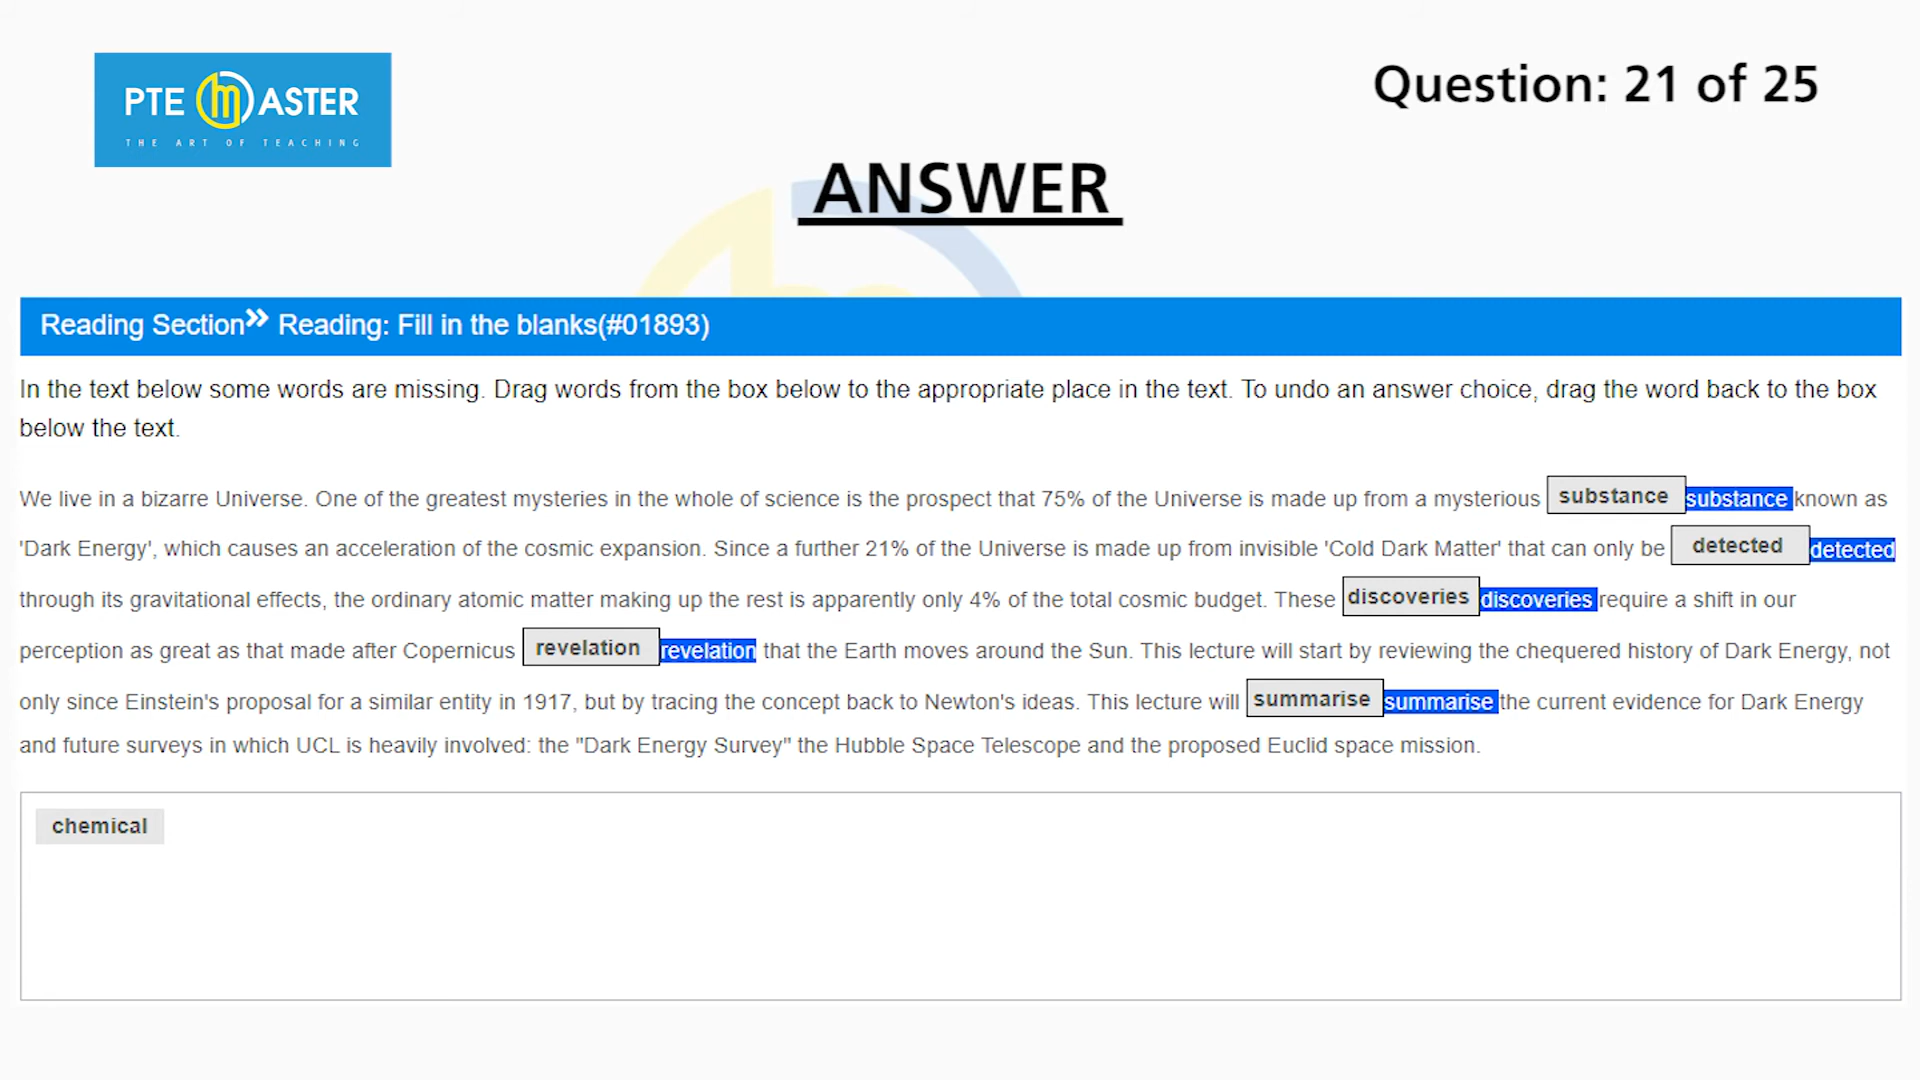 PTE MASTER
THE ART OF TEACHING
Question: 21 of 25
ANSWER
Reading Section» Reading: Fill in the blanks(#01893)
In the text below some words are missing. Drag words from the box below to the appropriate place in the text. To undo an answer choice, drag the word back to the box
below the text.
We live in a bizarre Universe. One of the greatest mysteries in the whole of science is the prospect that 75% of the Universe is made up from a mysterious substance substance known as
'Dark Energy', which causes an acceleration of the cosmic expansion. Since a further 21% of the Universe is made up from invisible 'Cold Dark Matter' that can only be detected detected
through its gravitational effects, the ordinary atomic matter making up the rest is apparently only 4% of the total cosmic budget. These discoveries discoveries require a shift in our
perception as great as that made after Copernicus revelation revelation that the Earth moves around the Sun. This lecture will start by reviewing the chequered history of Dark Energy, not
only since Einstein's proposal for a similar entity in 1917, but by tracing the concept back to Newton's ideas. This lecture will summarise summarise the current evidence for Dark Energy
and future surveys in which UCL is heavily involved: the "Dark Energy Survey" the Hubble Space Telescope and the proposed Euclid space mission.
chemical